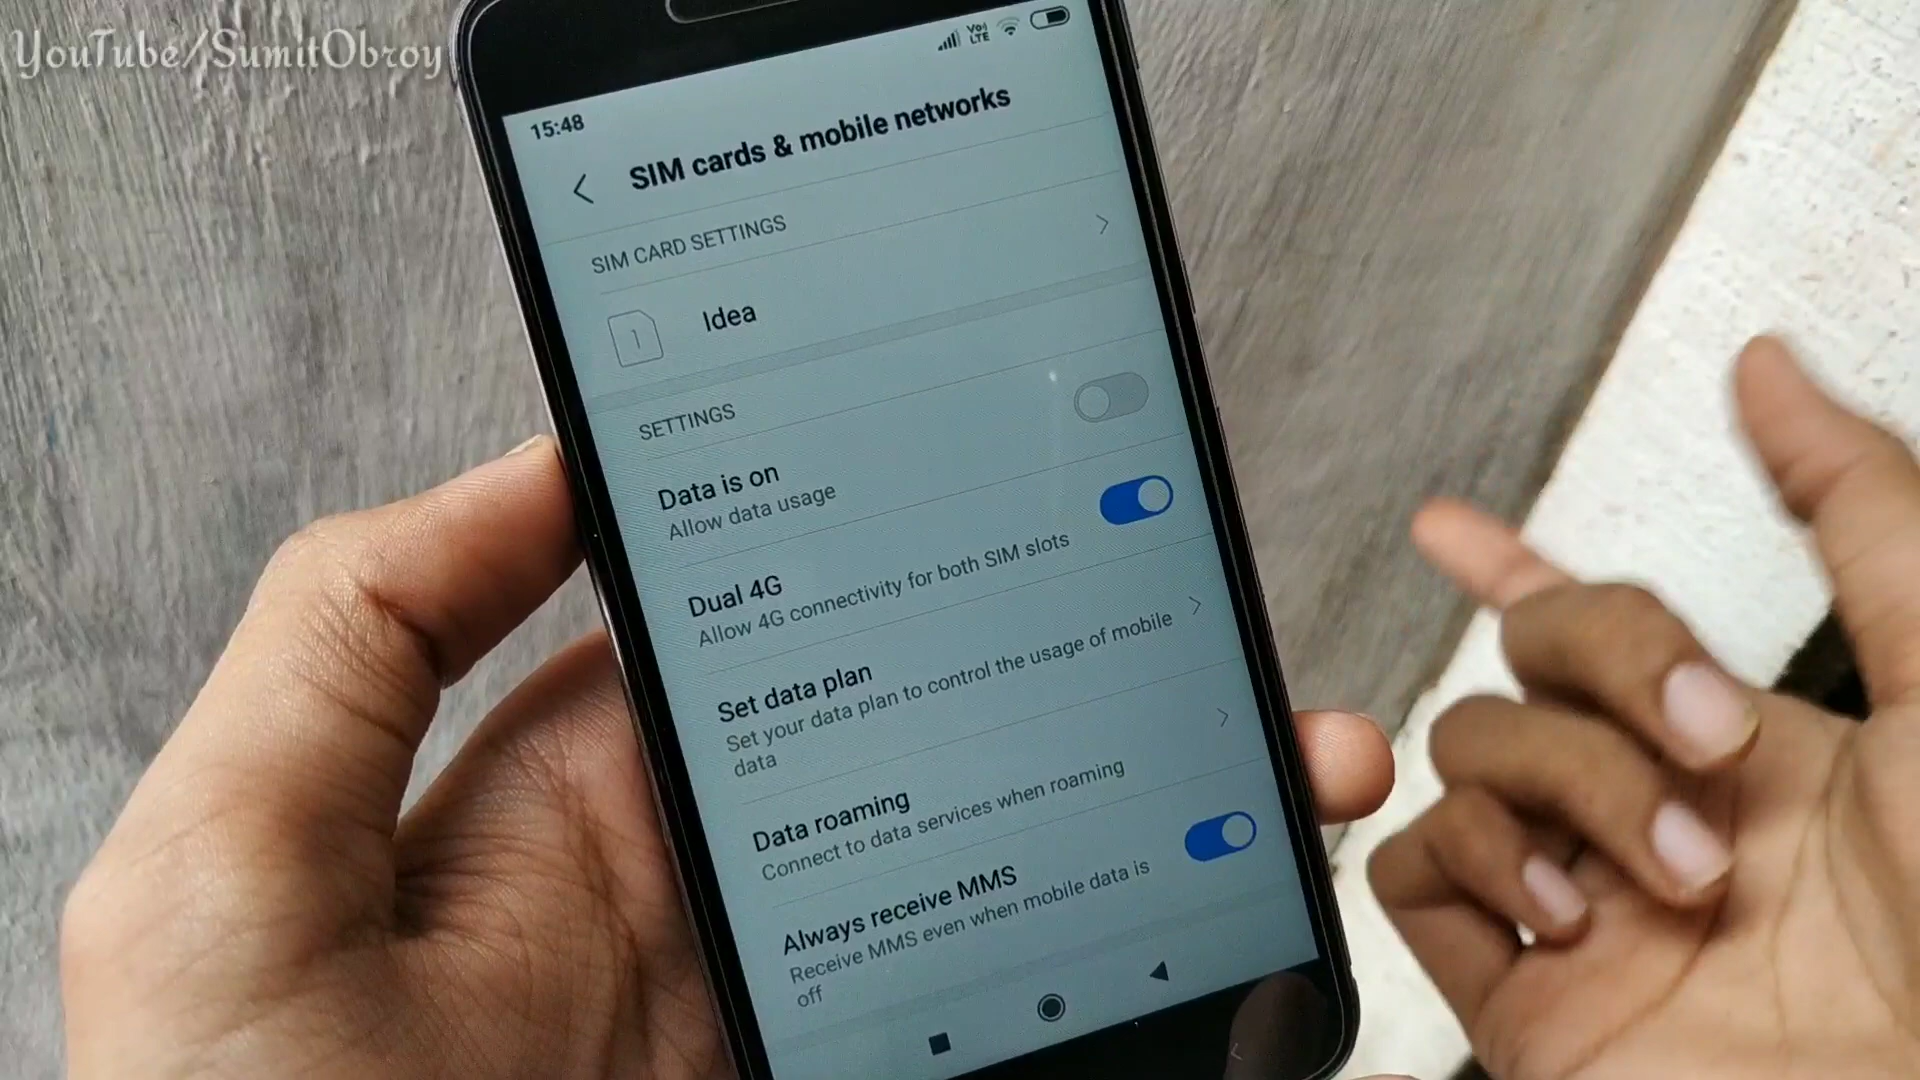 YouTube/SumitObroy
Vo))
LTE
15:48
SIM cards & mobile networks
SIM CARD SETTINGS
1
Idea
SETTINGS
Data is on
Allow data usage
Dual 4G
Allow 4G connectivity for both SIM slots
Set data plan
Set your data plan to control the usage of mobile
data
Data roaming
Connect to data services when roaming
Always receive MMS
Receive MMS even when mobile data is
off